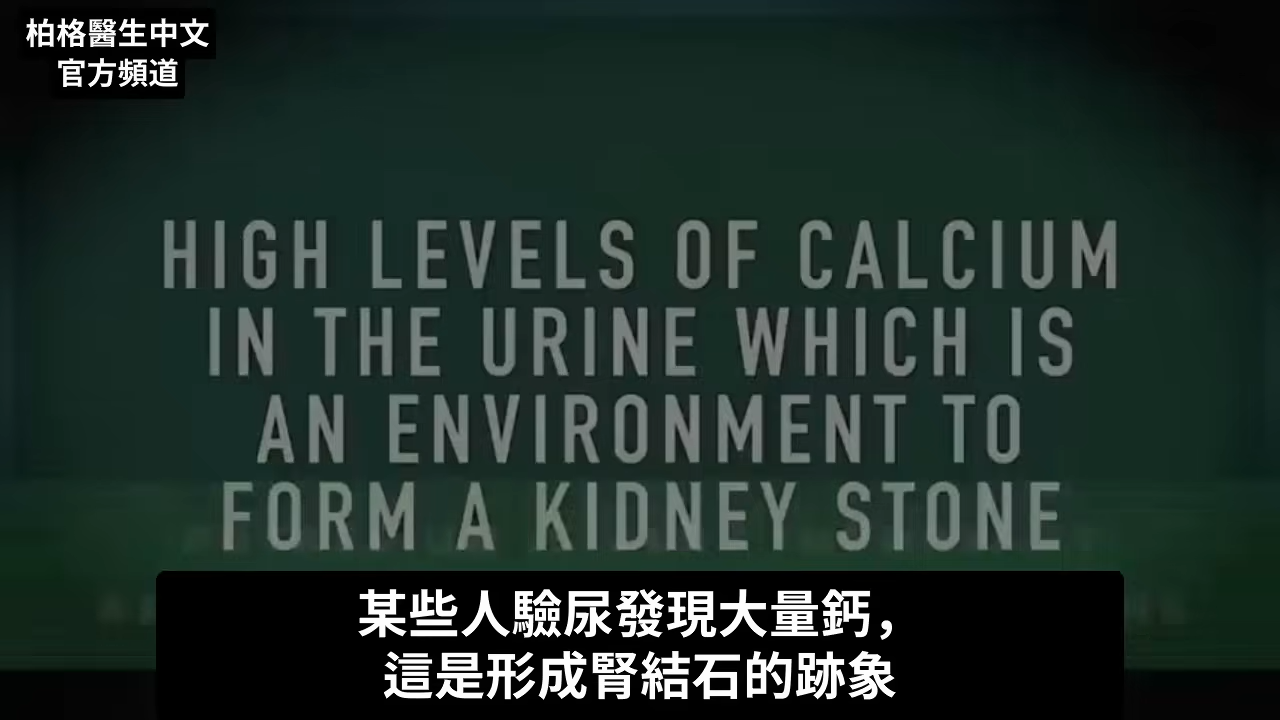 柏格醫生中文
官方頻道
HIGH LEVELS OF CALCIUM
IN THE URINE WHICH IS
AN ENVIRONMENT TO
FORM A KIDNEY STONE
某些人驗尿發現大量鈣，
這是形成腎結石的跡象